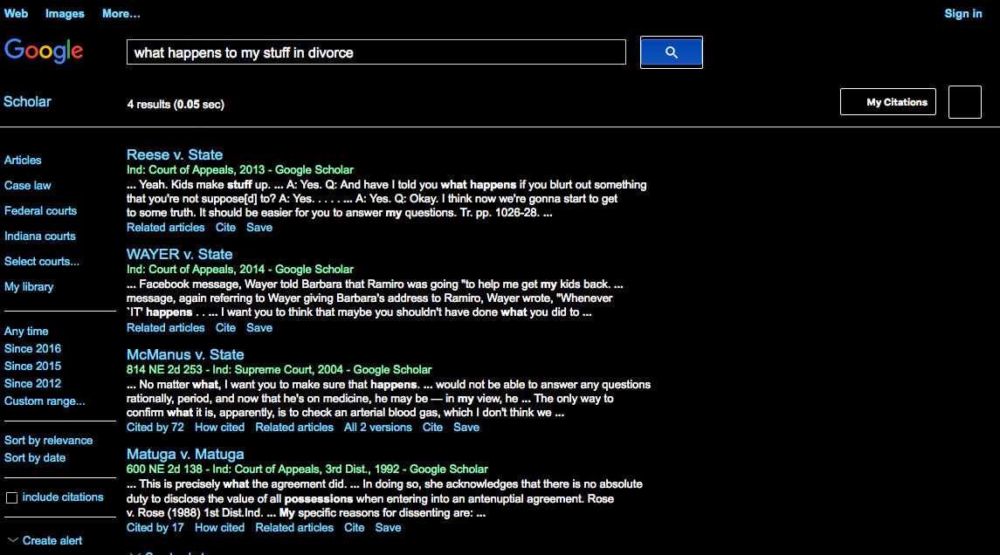 Web Images More... Sign in
Google what happens to my stuff in divorce
Scholar 4 results (0.05 sec) My Citations
Articles
Case law
Federal courts
Indiana courts
Select courts...
My library
Any time
Since 2016
Since 2015
Since 2012
Custom range...
Sort by relevance
Sort by date
include citations
Create alert
Reese v. State
Ind: Court of Appeals, 2013 - Google Scholar
... Yeah. Kids make stuff up. ... A: Yes. Q: And have I told you what happens if you blurt out something
that you're not suppose[d] to? A: Yes. . . . . ... A: Yes. Q: Okay. I think now we're gonna start to get
to some truth. It should be easier for you to answer my questions. Tr. pp. 1026-28. ...
Related articles Cite Save
WAYER v. State
Ind: Court of Appeals, 2014 - Google Scholar
... Facebook message, Wayer told Barbara that Ramiro was going "to help me get my kids back. ...
message, again referring to Wayer giving Barbara's address to Ramiro, Wayer wrote, "Whenever
`IT' happens . . ... I want you to think that maybe you shouldn't have done what you did to ...
Related articles Cite Save
McManus v. State
814 NE 2d 253 - Ind: Supreme Court, 2004 - Google Scholar
... No matter what, I want you to make sure that happens. ... would not be able to answer any questions
rationally, period, and now that he's on medicine, he may be — in my view, he ... The only way to
confirm what it is, apparently, is to check an arterial blood gas, which I don't think we ...
Cited by 72 How cited Related articles All 2 versions Cite Save
Matuga v. Matuga
600 NE 2d 138 - Ind: Court of Appeals, 3rd Dist., 1992 - Google Scholar
... This is precisely what the agreement did. ... In doing so, she acknowledges that there is no absolute
duty to disclose the value of all possessions when entering into an antenuptial agreement. Rose
v. Rose (1988) 1st Dist.Ind. ... My specific reasons for dissenting are: ...
Cited by 17 How cited Related articles Cite Save